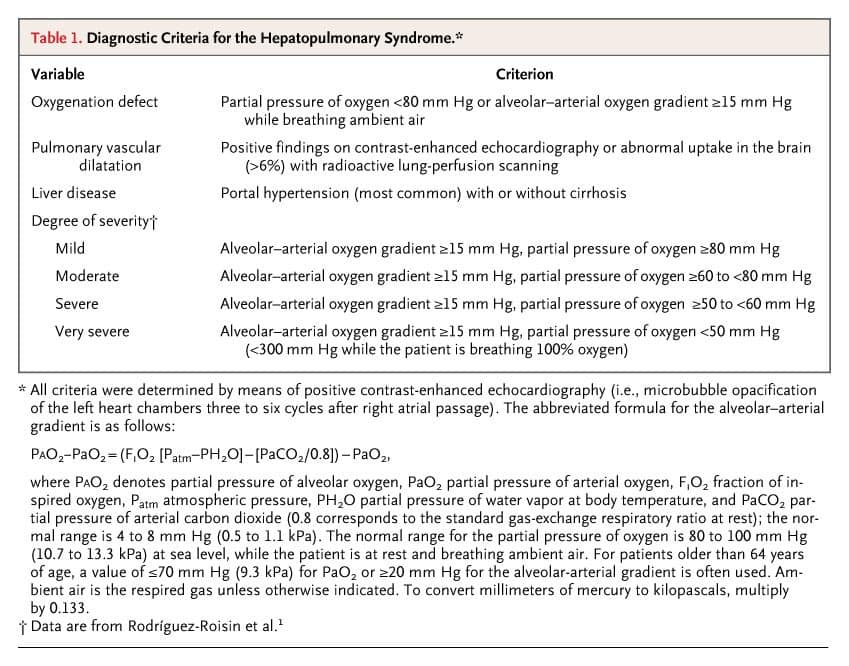 Table 1. Diagnostic Criteria for the Hepatopulmonary Syndrome.*
Variable Criterion
Oxygenation defect Partial pressure of oxygen <80 mm Hg or alveolar–arterial oxygen gradient ≥15 mm Hg
while breathing ambient air
Pulmonary vascular Positive findings on contrast-enhanced echocardiography or abnormal uptake in the brain
dilatation (>6%) with radioactive lung-perfusion scanning
Liver disease Portal hypertension (most common) with or without cirrhosis
Degree of severity†
Mild Alveolar–arterial oxygen gradient ≥15 mm Hg, partial pressure of oxygen ≥80 mm Hg
Moderate Alveolar–arterial oxygen gradient ≥15 mm Hg, partial pressure of oxygen ≥60 to <80 mm Hg
Severe Alveolar–arterial oxygen gradient ≥15 mm Hg, partial pressure of oxygen ≥50 to <60 mm Hg
Very severe Alveolar–arterial oxygen gradient ≥15 mm Hg, partial pressure of oxygen <50 mm Hg
(<300 mm Hg while the patient is breathing 100% oxygen)
* All criteria were determined by means of positive contrast-enhanced echocardiography (i.e., microbubble opacification
of the left heart chambers three to six cycles after right atrial passage). The abbreviated formula for the alveolar–arterial
gradient is as follows:
PAO₂–PaO₂=(FIO₂ [Patm–PH₂O]–[PaCO₂/0.8])–PaO₂,
where PAO₂ denotes partial pressure of alveolar oxygen, PaO₂ partial pressure of arterial oxygen, FIO₂ fraction of in-
spired oxygen, Patm atmospheric pressure, PH₂O partial pressure of water vapor at body temperature, and PaCO₂ par-
tial pressure of arterial carbon dioxide (0.8 corresponds to the standard gas-exchange respiratory ratio at rest); the nor-
mal range is 4 to 8 mm Hg (0.5 to 1.1 kPa). The normal range for the partial pressure of oxygen is 80 to 100 mm Hg
(10.7 to 13.3 kPa) at sea level, while the patient is at rest and breathing ambient air. For patients older than 64 years
of age, a value of ≤70 mm Hg (9.3 kPa) for PaO₂ or ≥20 mm Hg for the alveolar-arterial gradient is often used. Am-
bient air is the respired gas unless otherwise indicated. To convert millimeters of mercury to kilopascals, multiply
by 0.133.
† Data are from Rodríguez-Roisin et al.¹